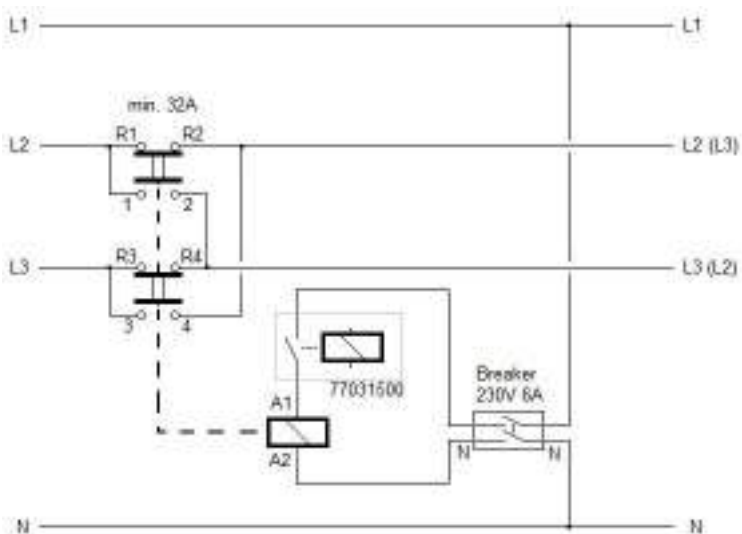 L1 L1
min. 32A
R1 R2
L2 L2 (L3)
1 2
R3 R4
L3 L3 (L2)
3 4
77031500
Breaker
230V 6A
A1
A2
N N
N N